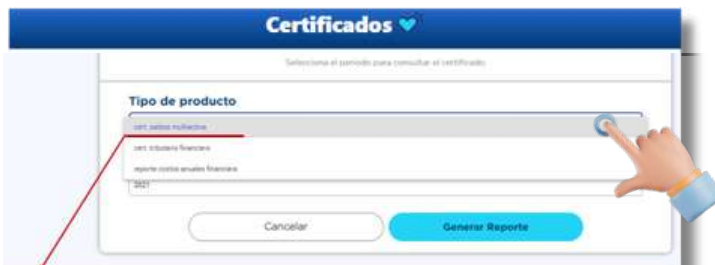 Certificados
Selecciona el periodo para consultar el certificado
Tipo de producto
cert. saldos multiactiva
cert. tributario financiera
reporte costos anuales financiera
2021
Cancelar
Generar Reporte